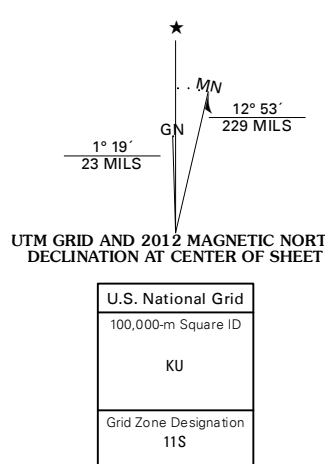 ★
MN
GN
12° 53´
229 MILS
1° 19´
23 MILS
UTM GRID AND 2012 MAGNETIC NORT
DECLINATION AT CENTER OF SHEET
U.S. National Grid
100,000-m Square ID
KU
Grid Zone Designation
11S